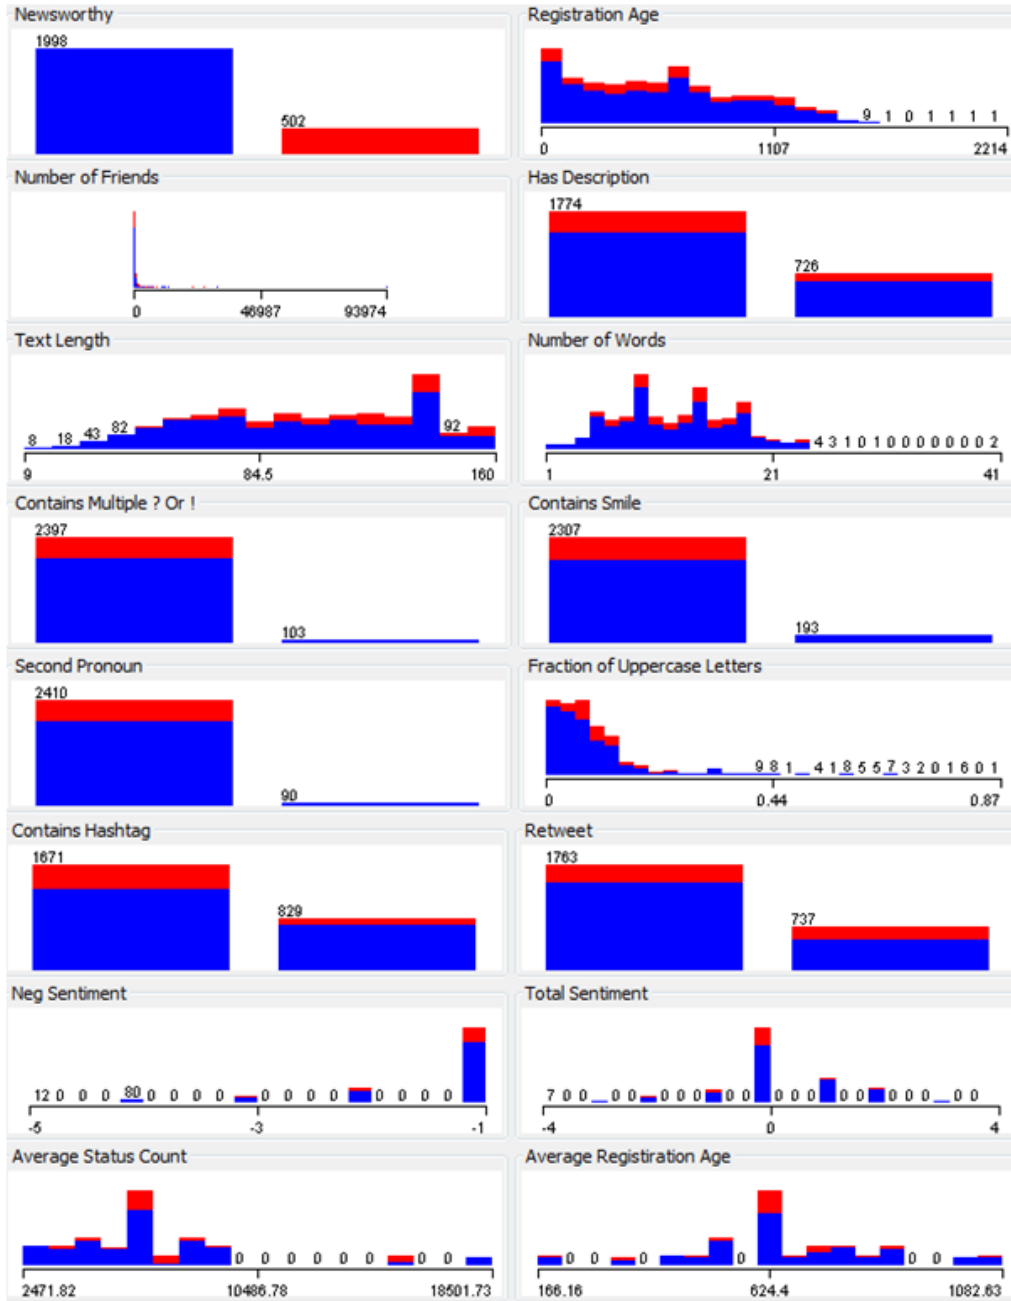 Newsworthy
1998
502
Registration Age
9 1 0 1 1 1 1
0 1107 2214
Number of Friends
0 46987 93974
Has Description
1774
726
Text Length
8 18 43 82 92
9 84.5 160
Number of Words
4 3 1 0 1 0 0 0 0 0 0 0 2
1 21 41
Contains Multiple ? Or !
2397
103
Contains Smile
2307
193
Second Pronoun
2410
90
Fraction of Uppercase Letters
9 8 1 4 1 8 5 5 7 3 2 0 1 6 0 1
0 0.44 0.87
Contains Hashtag
1671
829
Retweet
1763
737
Neg Sentiment
12 0 0 0 80 0 0 0 0 0 0 0 0 0 0 0 0
-5 -3 -1
Total Sentiment
7 0 0 0 0 0 0 0 0 0 0 0 0 0 0 0 0 0 0 0
-4 0 4
Average Status Count
0 0 0 0 0 0 0 0
2471.82 10486.78 18501.73
Average Registiration Age
0 0 0 0 0 0
166.16 624.4 1082.63